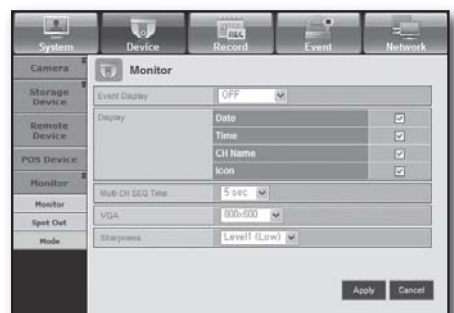 System Device Record Event Network
REC
Camera
Storage
Device
Remote
Device
POS Device
Monitor
Monitor
Spot Out
Mode
Monitor
Event Display OFF
Display
Date
Time
CH Name
Icon
Multi CH SEQ Time 5 sec
VGA 800x600
Sharpness Level1 (Low)
Apply Cancel